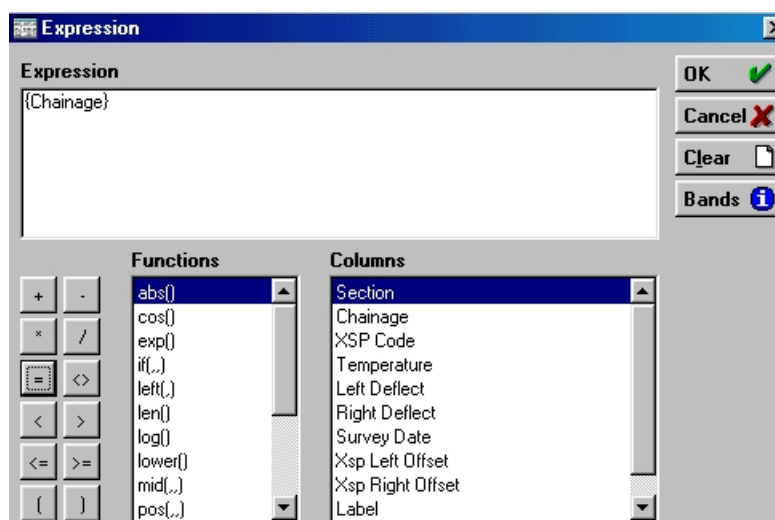 Expression
Expression
{Chainage}
OK
Cancel
Clear
Bands
Functions
Columns
+ -
× /
= <>
< >
<= >=
( )
abs()
cos()
exp()
if(,,)
left(,)
len()
log()
lower()
mid(,,)
pos(,,)
Section
Chainage
XSP Code
Temperature
Left Deflect
Right Deflect
Survey Date
Xsp Left Offset
Xsp Right Offset
Label